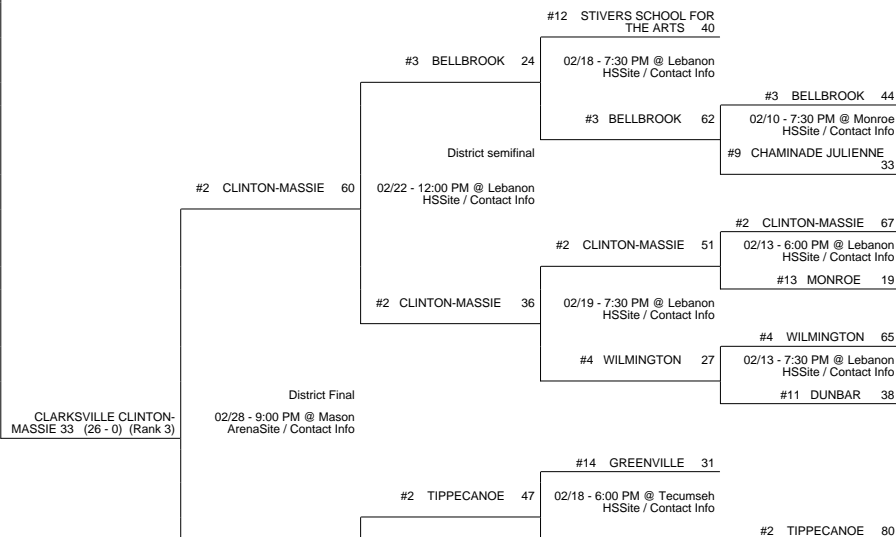 #12 STIVERS SCHOOL FOR
THE ARTS 40
#3 BELLBROOK 24
02/18 - 7:30 PM @ Lebanon
HSSite / Contact Info
#3 BELLBROOK 44
#3 BELLBROOK 62
02/10 - 7:30 PM @ Monroe
HSSite / Contact Info
District semifinal
#9 CHAMINADE JULIENNE
33
#2 CLINTON-MASSIE 60
02/22 - 12:00 PM @ Lebanon
HSSite / Contact Info
#2 CLINTON-MASSIE 67
#2 CLINTON-MASSIE 51
02/13 - 6:00 PM @ Lebanon
HSSite / Contact Info
#13 MONROE 19
#2 CLINTON-MASSIE 36
02/19 - 7:30 PM @ Lebanon
HSSite / Contact Info
#4 WILMINGTON 65
#4 WILMINGTON 27
02/13 - 7:30 PM @ Lebanon
HSSite / Contact Info
District Final
#11 DUNBAR 38
CLARKSVILLE CLINTON-
MASSIE 33 (26 - 0) (Rank 3)
02/28 - 9:00 PM @ Mason
ArenaSite / Contact Info
#14 GREENVILLE 31
#2 TIPPECANOE 47
02/18 - 6:00 PM @ Tecumseh
HSSite / Contact Info
#2 TIPPECANOE 80